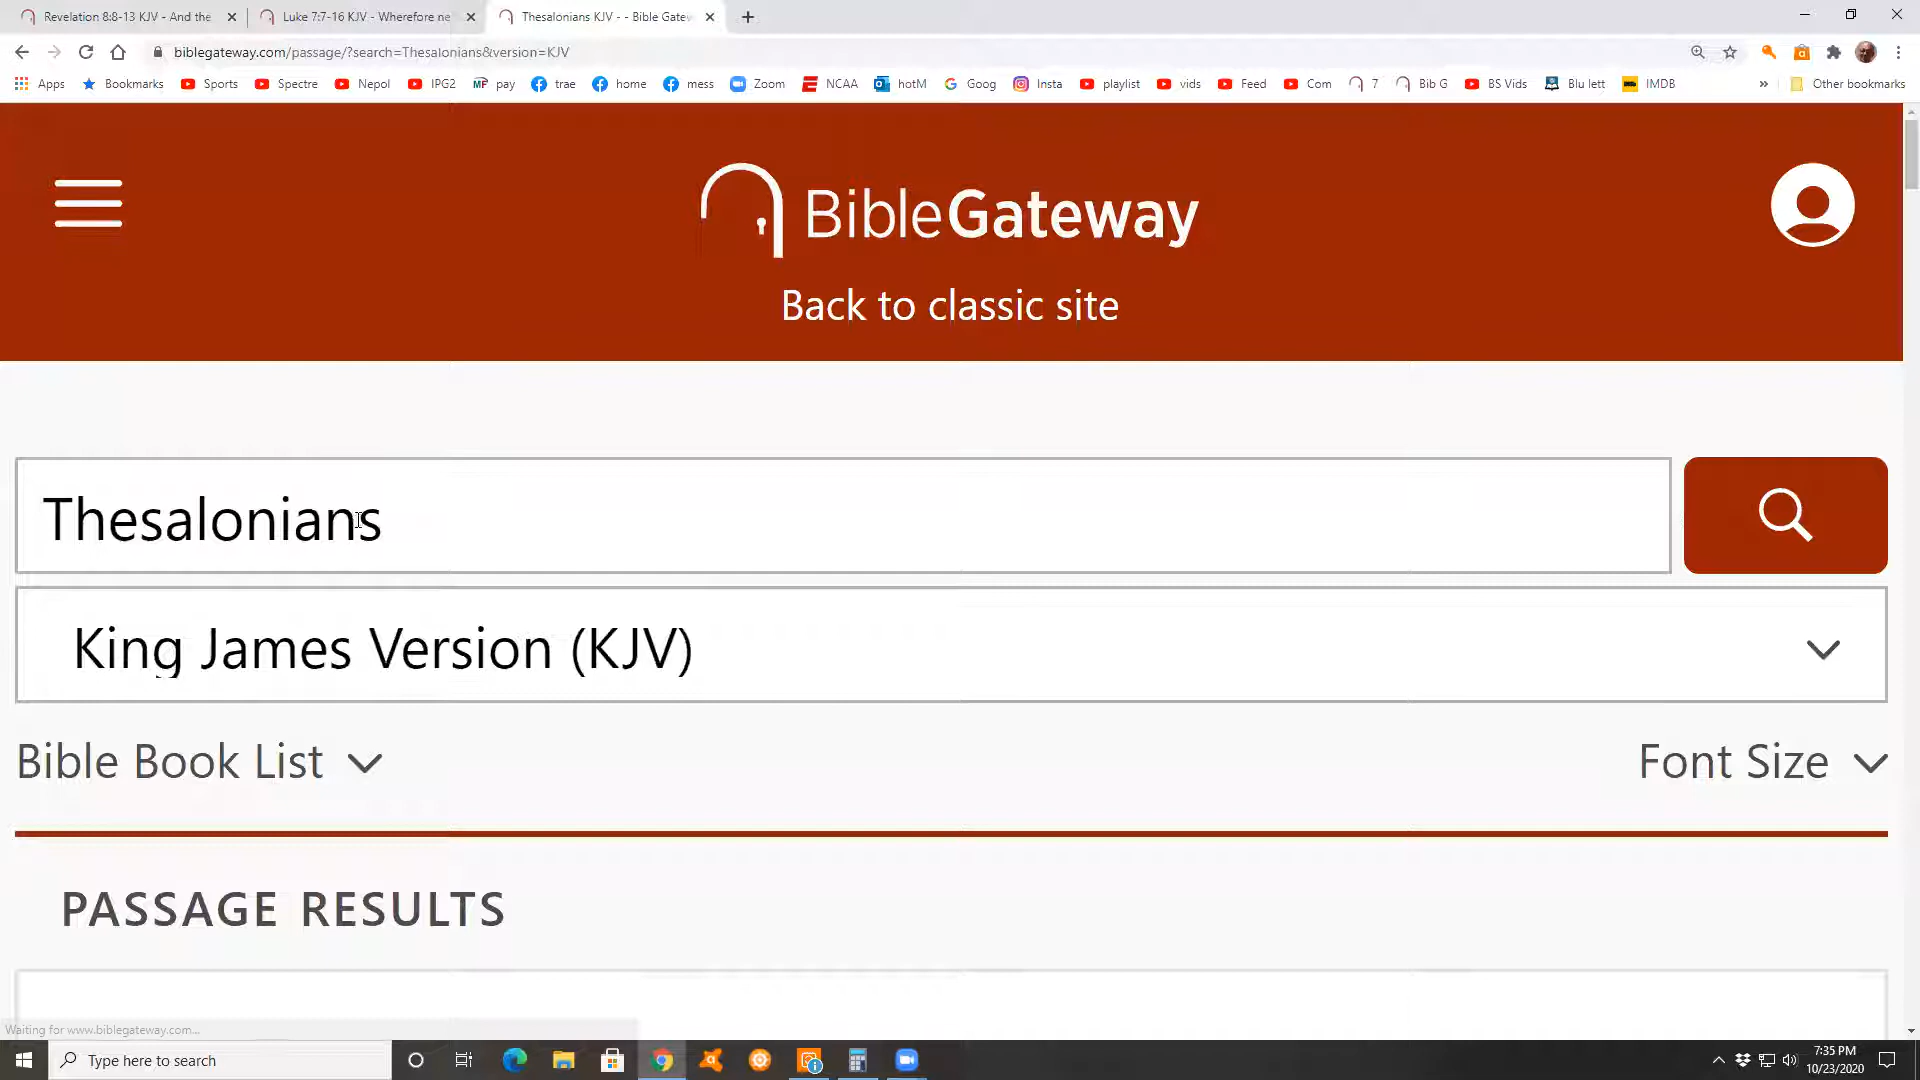 Revelation 8:8-13 KJV - And the
Luke 7:7-16 KJV - Wherefore ne
Thesalonians KJV - - Bible Gatew
biblegateway.com/passage/?search=Thesalonians&version=KJV
Apps Bookmarks Sports Spectre Nepol IPG2 pay trae home mess Zoom NCAA hotM Goog Insta playlist vids Feed Com 7 Bib G BS Vids Blu lett IMDB » Other bookmarks
BibleGateway
Back to classic site
Thesalonians
King James Version (KJV)
Bible Book List
Font Size
PASSAGE RESULTS
Waiting for www.biblegateway.com...
Type here to search
7:35 PM
10/23/2020